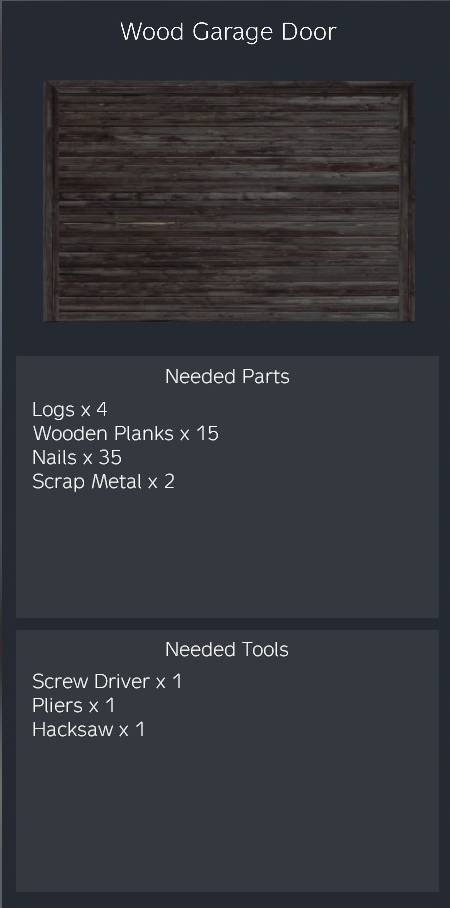 Wood Garage Door
Needed Parts
Logs x 4
Wooden Planks x 15
Nails x 35
Scrap Metal x 2
Needed Tools
Screw Driver x 1
Pliers x 1
Hacksaw x 1